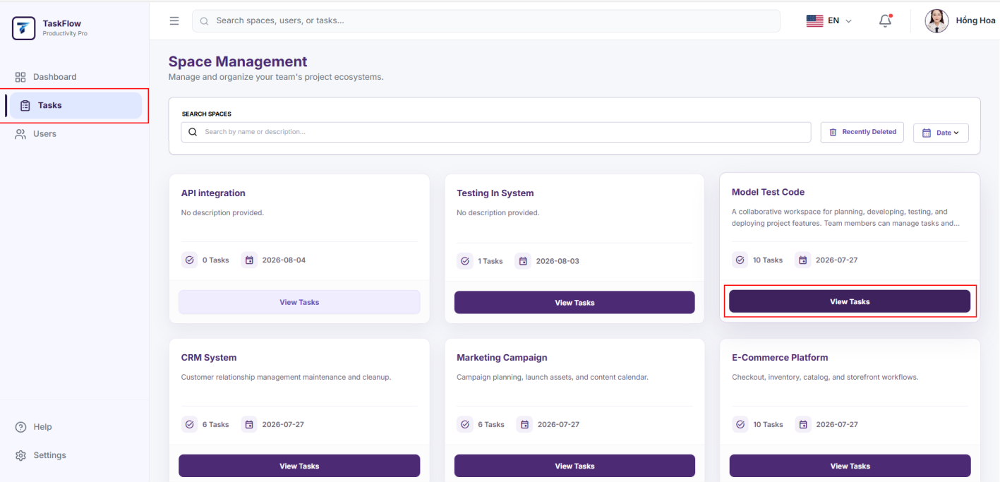 TaskFlow
Productivity Pro
Search spaces, users, or tasks...
EN
Hồng Hoa
Dashboard
Tasks
Users
Help
Settings
Space Management
Manage and organize your team's project ecosystems.
SEARCH SPACES
Search by name or description...
Recently Deleted
Date
API integration
No description provided.
0 Tasks
2026-08-04
View Tasks
Testing In System
No description provided.
1 Tasks
2026-08-03
View Tasks
Model Test Code
A collaborative workspace for planning, developing, testing, and
deploying project features. Team members can manage tasks and...
10 Tasks
2026-07-27
View Tasks
CRM System
Customer relationship management maintenance and cleanup.
6 Tasks
2026-07-27
View Tasks
Marketing Campaign
Campaign planning, launch assets, and content calendar.
6 Tasks
2026-07-27
View Tasks
E-Commerce Platform
Checkout, inventory, catalog, and storefront workflows.
10 Tasks
2026-07-27
View Tasks